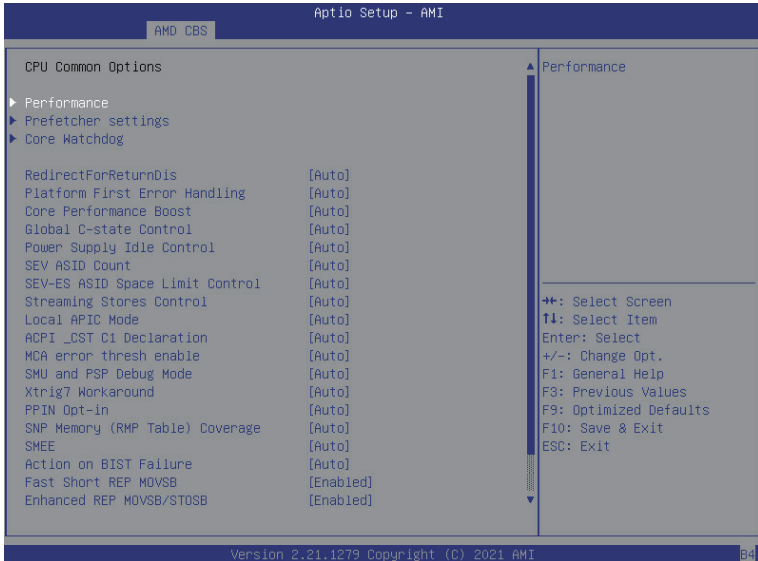 Aptio Setup - AMI
AMD CBS
CPU Common Options
Performance
Prefetcher settings
Core Watchdog
RedirectForReturnDis [Auto]
Platform First Error Handling [Auto]
Core Performance Boost [Auto]
Global C-state Control [Auto]
Power Supply Idle Control [Auto]
SEV ASID Count [Auto]
SEV-ES ASID Space Limit Control [Auto]
Streaming Stores Control [Auto]
Local APIC Mode [Auto]
ACPI _CST C1 Declaration [Auto]
MCA error thresh enable [Auto]
SMU and PSP Debug Mode [Auto]
Xtrig7 Workaround [Auto]
PPIN Opt-in [Auto]
SNP Memory (RMP Table) Coverage [Auto]
SMEE [Auto]
Action on BIST Failure [Auto]
Fast Short REP MOVSB [Enabled]
Enhanced REP MOVSB/STOSB [Enabled]
Performance
→←: Select Screen
↑↓: Select Item
Enter: Select
+/-: Change Opt.
F1: General Help
F3: Previous Values
F9: Optimized Defaults
F10: Save & Exit
ESC: Exit
Version 2.21.1279 Copyright (C) 2021 AMI
B4